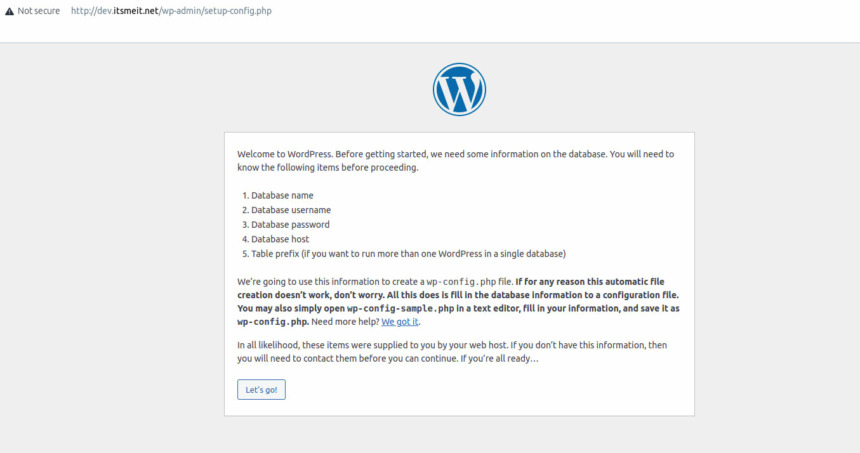 Not secure http://dev.itsmeit.net/wp-admin/setup-config.php
W
Welcome to WordPress. Before getting started, we need some information on the database. You will need to
know the following items before proceeding.
1. Database name
2. Database username
3. Database password
4. Database host
5. Table prefix (if you want to run more than one WordPress in a single database)
We’re going to use this information to create a wp-config.php file. If for any reason this automatic file
creation doesn’t work, don’t worry. All this does is fill in the database information to a configuration file.
You may also simply open wp-config-sample.php in a text editor, fill in your information, and save it as
wp-config.php. Need more help? We got it.
In all likelihood, these items were supplied to you by your web host. If you don’t have this information, then
you will need to contact them before you can continue. If you’re all ready…
Let’s go!